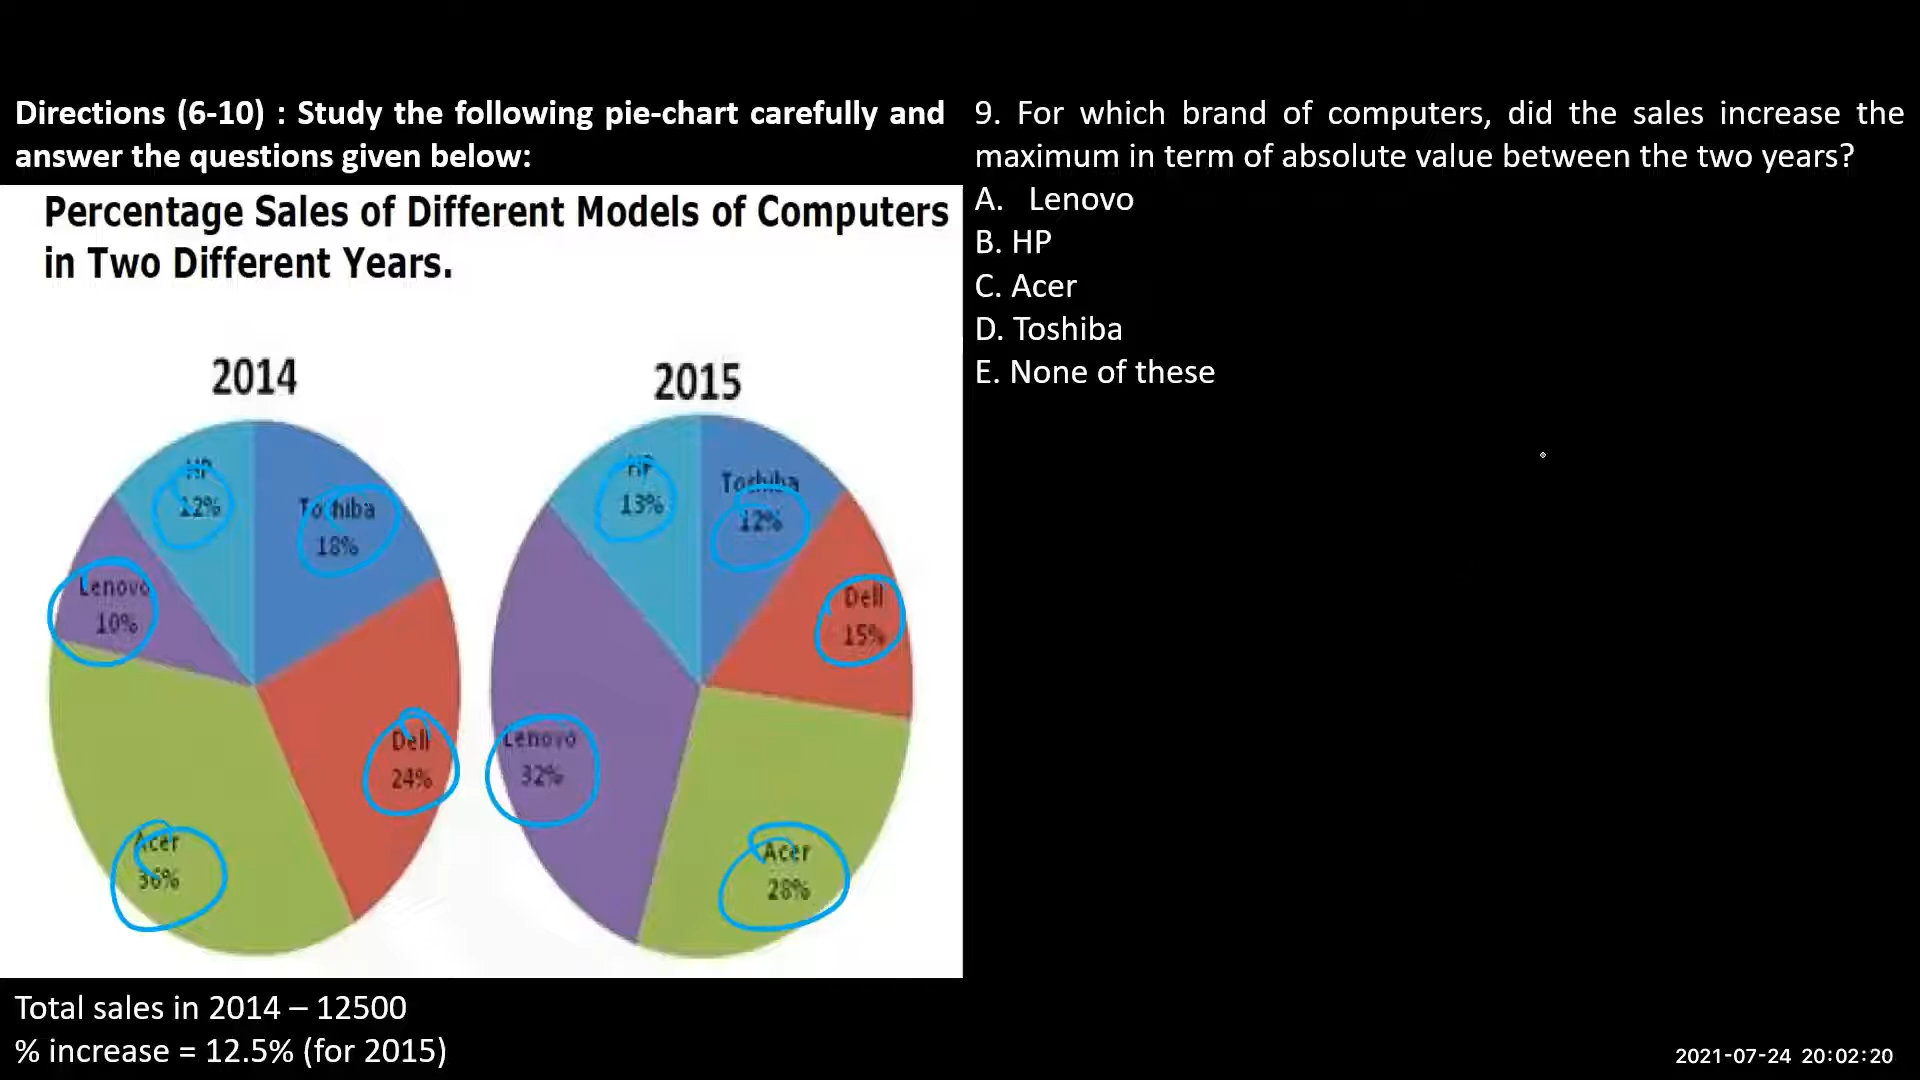 Directions (6-10) : Study the following pie-chart carefully and
answer the questions given below:
Percentage Sales of Different Models of Computers
in Two Different Years.
2014
HP
12%
Toshiba
18%
Lenovo
10%
Dell
24%
Acer
36%
2015
HP
13%
Toshiba
12%
Dell
15%
Lenovo
32%
Acer
28%
Total sales in 2014 – 12500
% increase = 12.5% (for 2015)
9. For which brand of computers, did the sales increase the
maximum in term of absolute value between the two years?
A. Lenovo
B. HP
C. Acer
D. Toshiba
E. None of these
2021-07-24 20:02:20